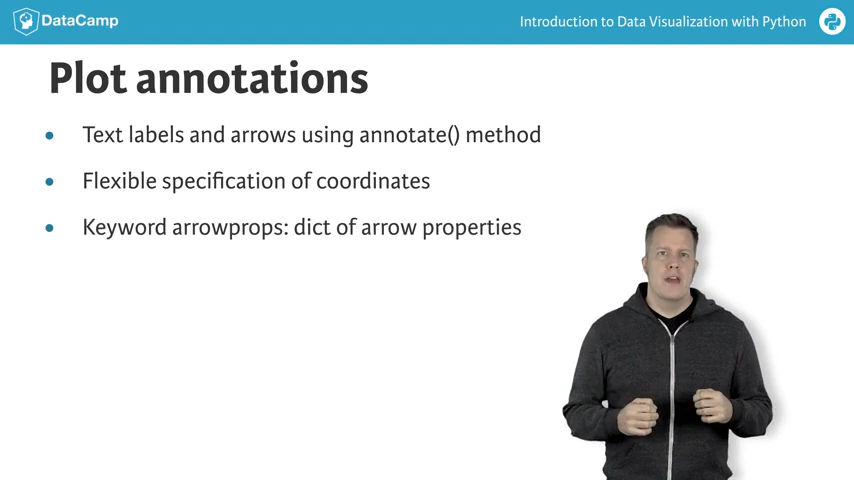 DataCamp
Introduction to Data Visualization with Python
Plot annotations
• Text labels and arrows using annotate() method
• Flexible specification of coordinates
• Keyword arrowprops: dict of arrow properties